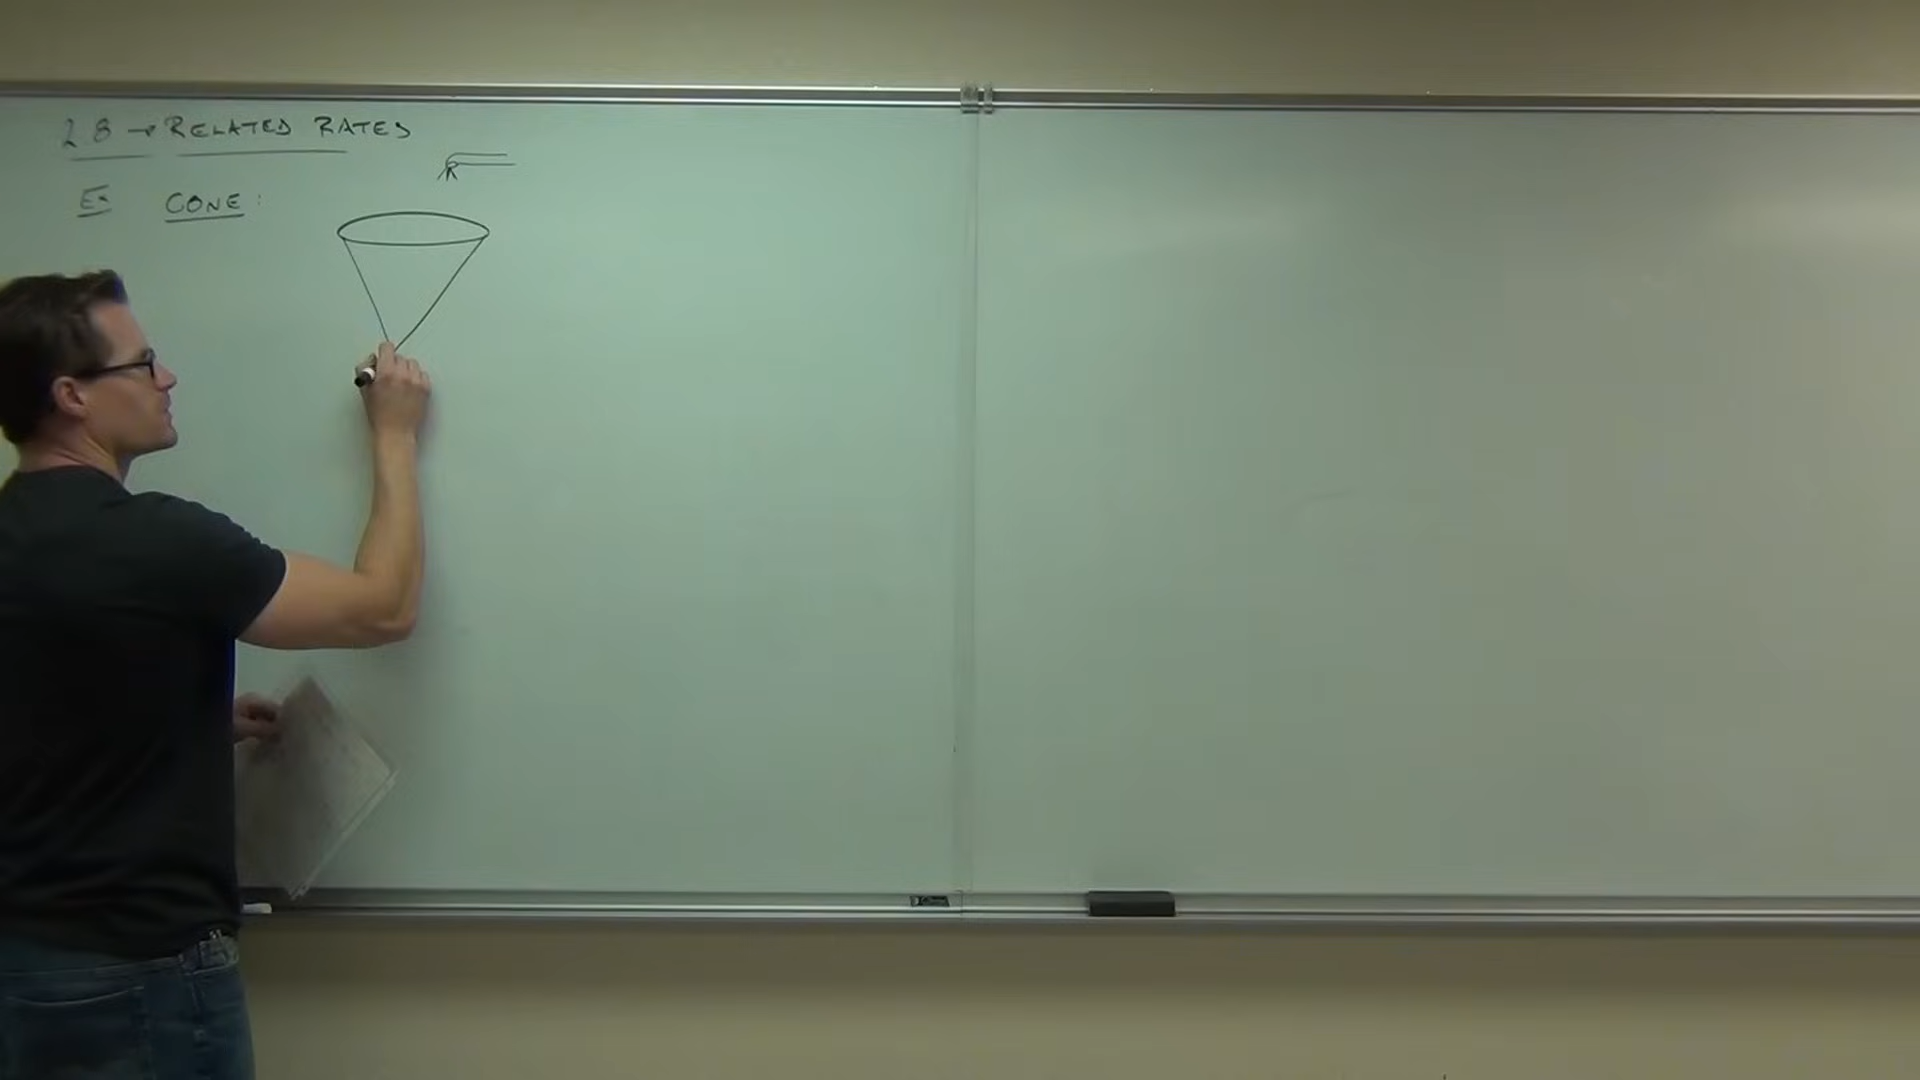 2 8 → RELATED RATES
Ex CONE: